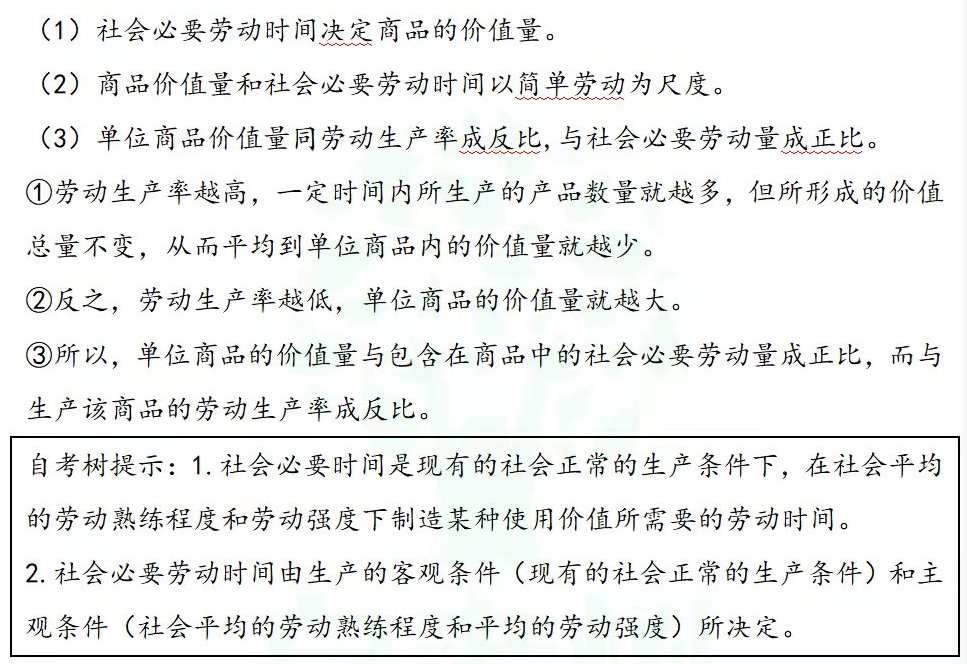 （1）社会必要劳动时间决定商品的价值量。
（2）商品价值量和社会必要劳动时间以简单劳动为尺度。
（3）单位商品价值量同劳动生产率成反比,与社会必要劳动量成正比。
①劳动生产率越高，一定时间内所生产的产品数量就越多，但所形成的价值
总量不变，从而平均到单位商品内的价值量就越少。
②反之，劳动生产率越低，单位商品的价值量就越大。
③所以，单位商品的价值量与包含在商品中的社会必要劳动量成正比，而与
生产该商品的劳动生产率成反比。
自考树提示：1.社会必要时间是现有的社会正常的生产条件下，在社会平均
的劳动熟练程度和劳动强度下制造某种使用价值所需要的劳动时间。
2.社会必要劳动时间由生产的客观条件（现有的社会正常的生产条件）和主
观条件（社会平均的劳动熟练程度和平均的劳动强度）所决定。